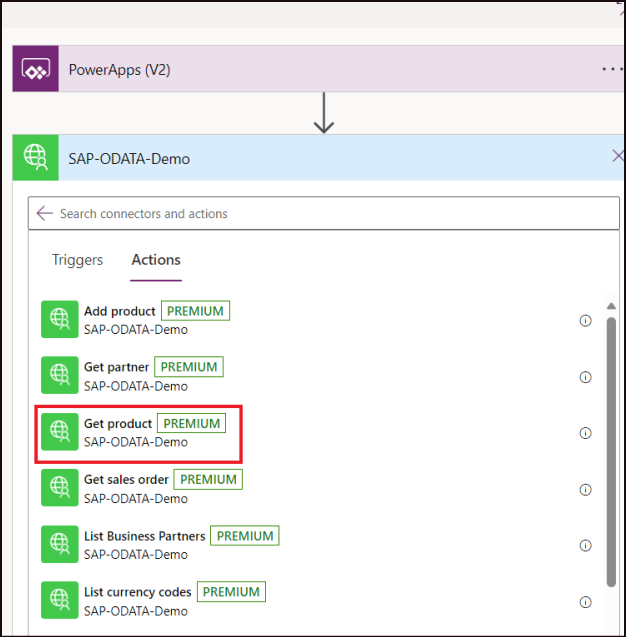 PowerApps (V2)
SAP-ODATA-Demo
Search connectors and actions
Triggers Actions
Add product PREMIUM
SAP-ODATA-Demo
Get partner PREMIUM
SAP-ODATA-Demo
Get product PREMIUM
SAP-ODATA-Demo
Get sales order PREMIUM
SAP-ODATA-Demo
List Business Partners PREMIUM
SAP-ODATA-Demo
List currency codes PREMIUM
SAP-ODATA-Demo